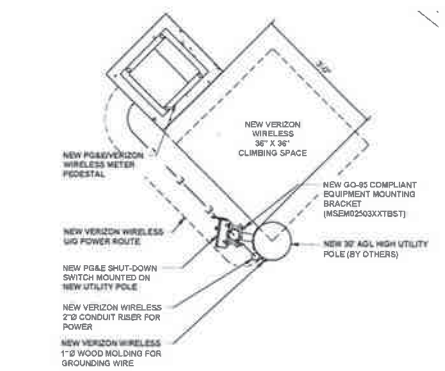 3'-0"
NEW VERIZON
WIRELESS
36" X 36"
CLIMBING SPACE
NEW PG&E/VERIZON
WIRELESS METER
PEDESTAL
NEW GO-95 COMPLIANT
EQUIPMENT MOUNTING
BRACKET
(MSEM02503XXTBST)
NEW VERIZON WIRELESS
U/G POWER ROUTE
NEW 30' AGL HIGH UTILITY
POLE (BY OTHERS)
NEW PG&E SHUT-DOWN
SWITCH MOUNTED ON
NEW UTILITY POLE
NEW VERIZON WIRELESS
2"Ø CONDUIT RISER FOR
POWER
NEW VERIZON WIRELESS
1"Ø WOOD MOLDING FOR
GROUNDING WIRE